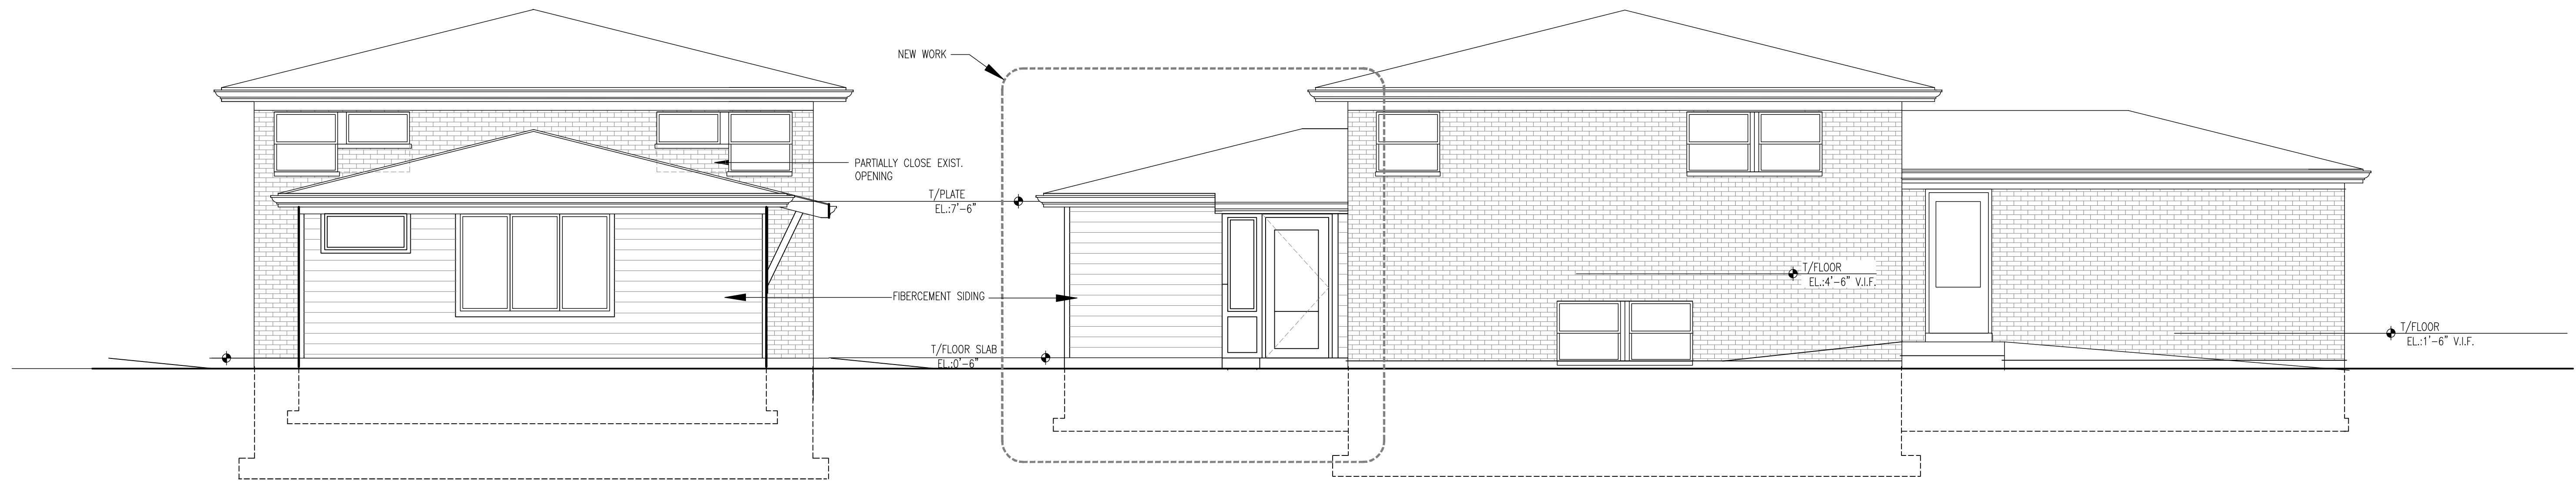 NEW WORK
PARTIALLY CLOSE EXIST.
OPENING
T/PLATE
EL.:7'-6"
T/FLOOR
EL.:4'-6" V.I.F.
FIBERCEMENT SIDING
T/FLOOR
EL.:1'-6" V.I.F.
T/FLOOR SLAB
EL.:0'-6"